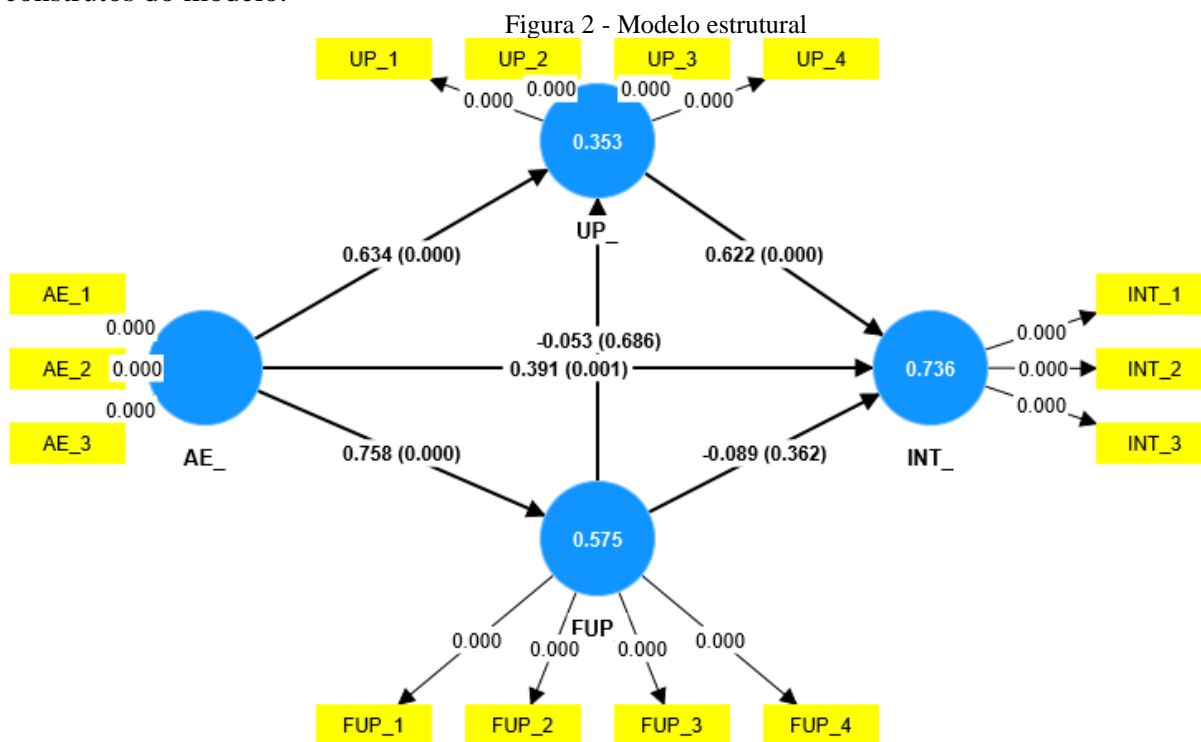 construtos do modelo.
Figura 2 - Modelo estrutural
UP_1 UP_2 UP_3 UP_4
0.000 0.000 0.000 0.000
0.353
UP_
0.634 (0.000) 0.622 (0.000)
AE_1 INT_1
0.000 0.000
-0.053 (0.686)
AE_2 0.000 0.391 (0.001) 0.736 0.000 INT_2
0.000 0.000
AE_3 INT_3
AE_ 0.758 (0.000) -0.089 (0.362) INT_
0.575
FUP_
0.000 0.000 0.000 0.000
FUP_1 FUP_2 FUP_3 FUP_4